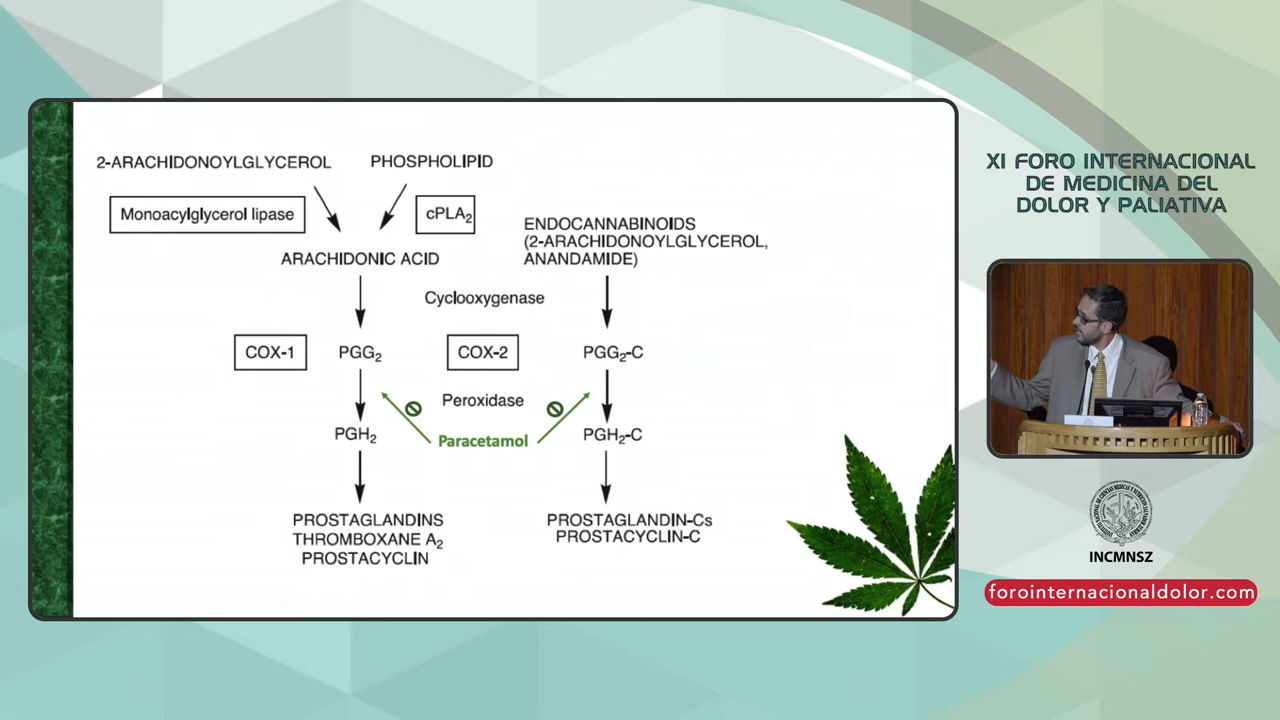 2-ARACHIDONOYLGLYCEROL
PHOSPHOLIPID
Monoacylglycerol lipase
cPLA₂
ARACHIDONIC ACID
ENDOCANNABINOIDS
(2-ARACHIDONOYLGLYCEROL,
ANANDAMIDE)
Cyclooxygenase
COX-1
PGG₂
COX-2
PGG₂-C
Peroxidase
PGH₂
Paracetamol
PGH₂-C
PROSTAGLANDINS
THROMBOXANE A₂
PROSTACYCLIN
PROSTAGLANDIN-Cs
PROSTACYCLIN-C
XI FORO INTERNACIONAL
DE MEDICINA DEL
DOLOR Y PALIATIVA
INCMNSZ
forointernacionaldolor.com